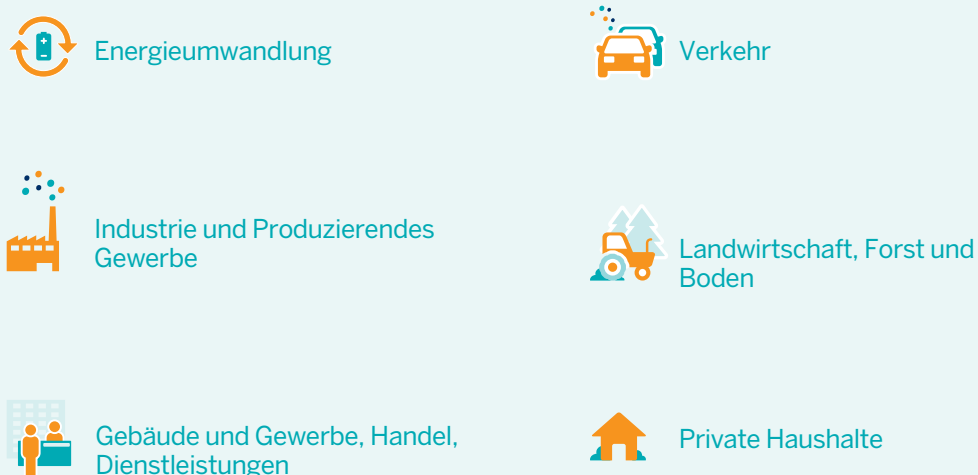 Energieumwandlung
Verkehr
Industrie und Produzierendes
Gewerbe
Landwirtschaft, Forst und
Boden
Gebäude und Gewerbe, Handel,
Dienstleistungen
Private Haushalte